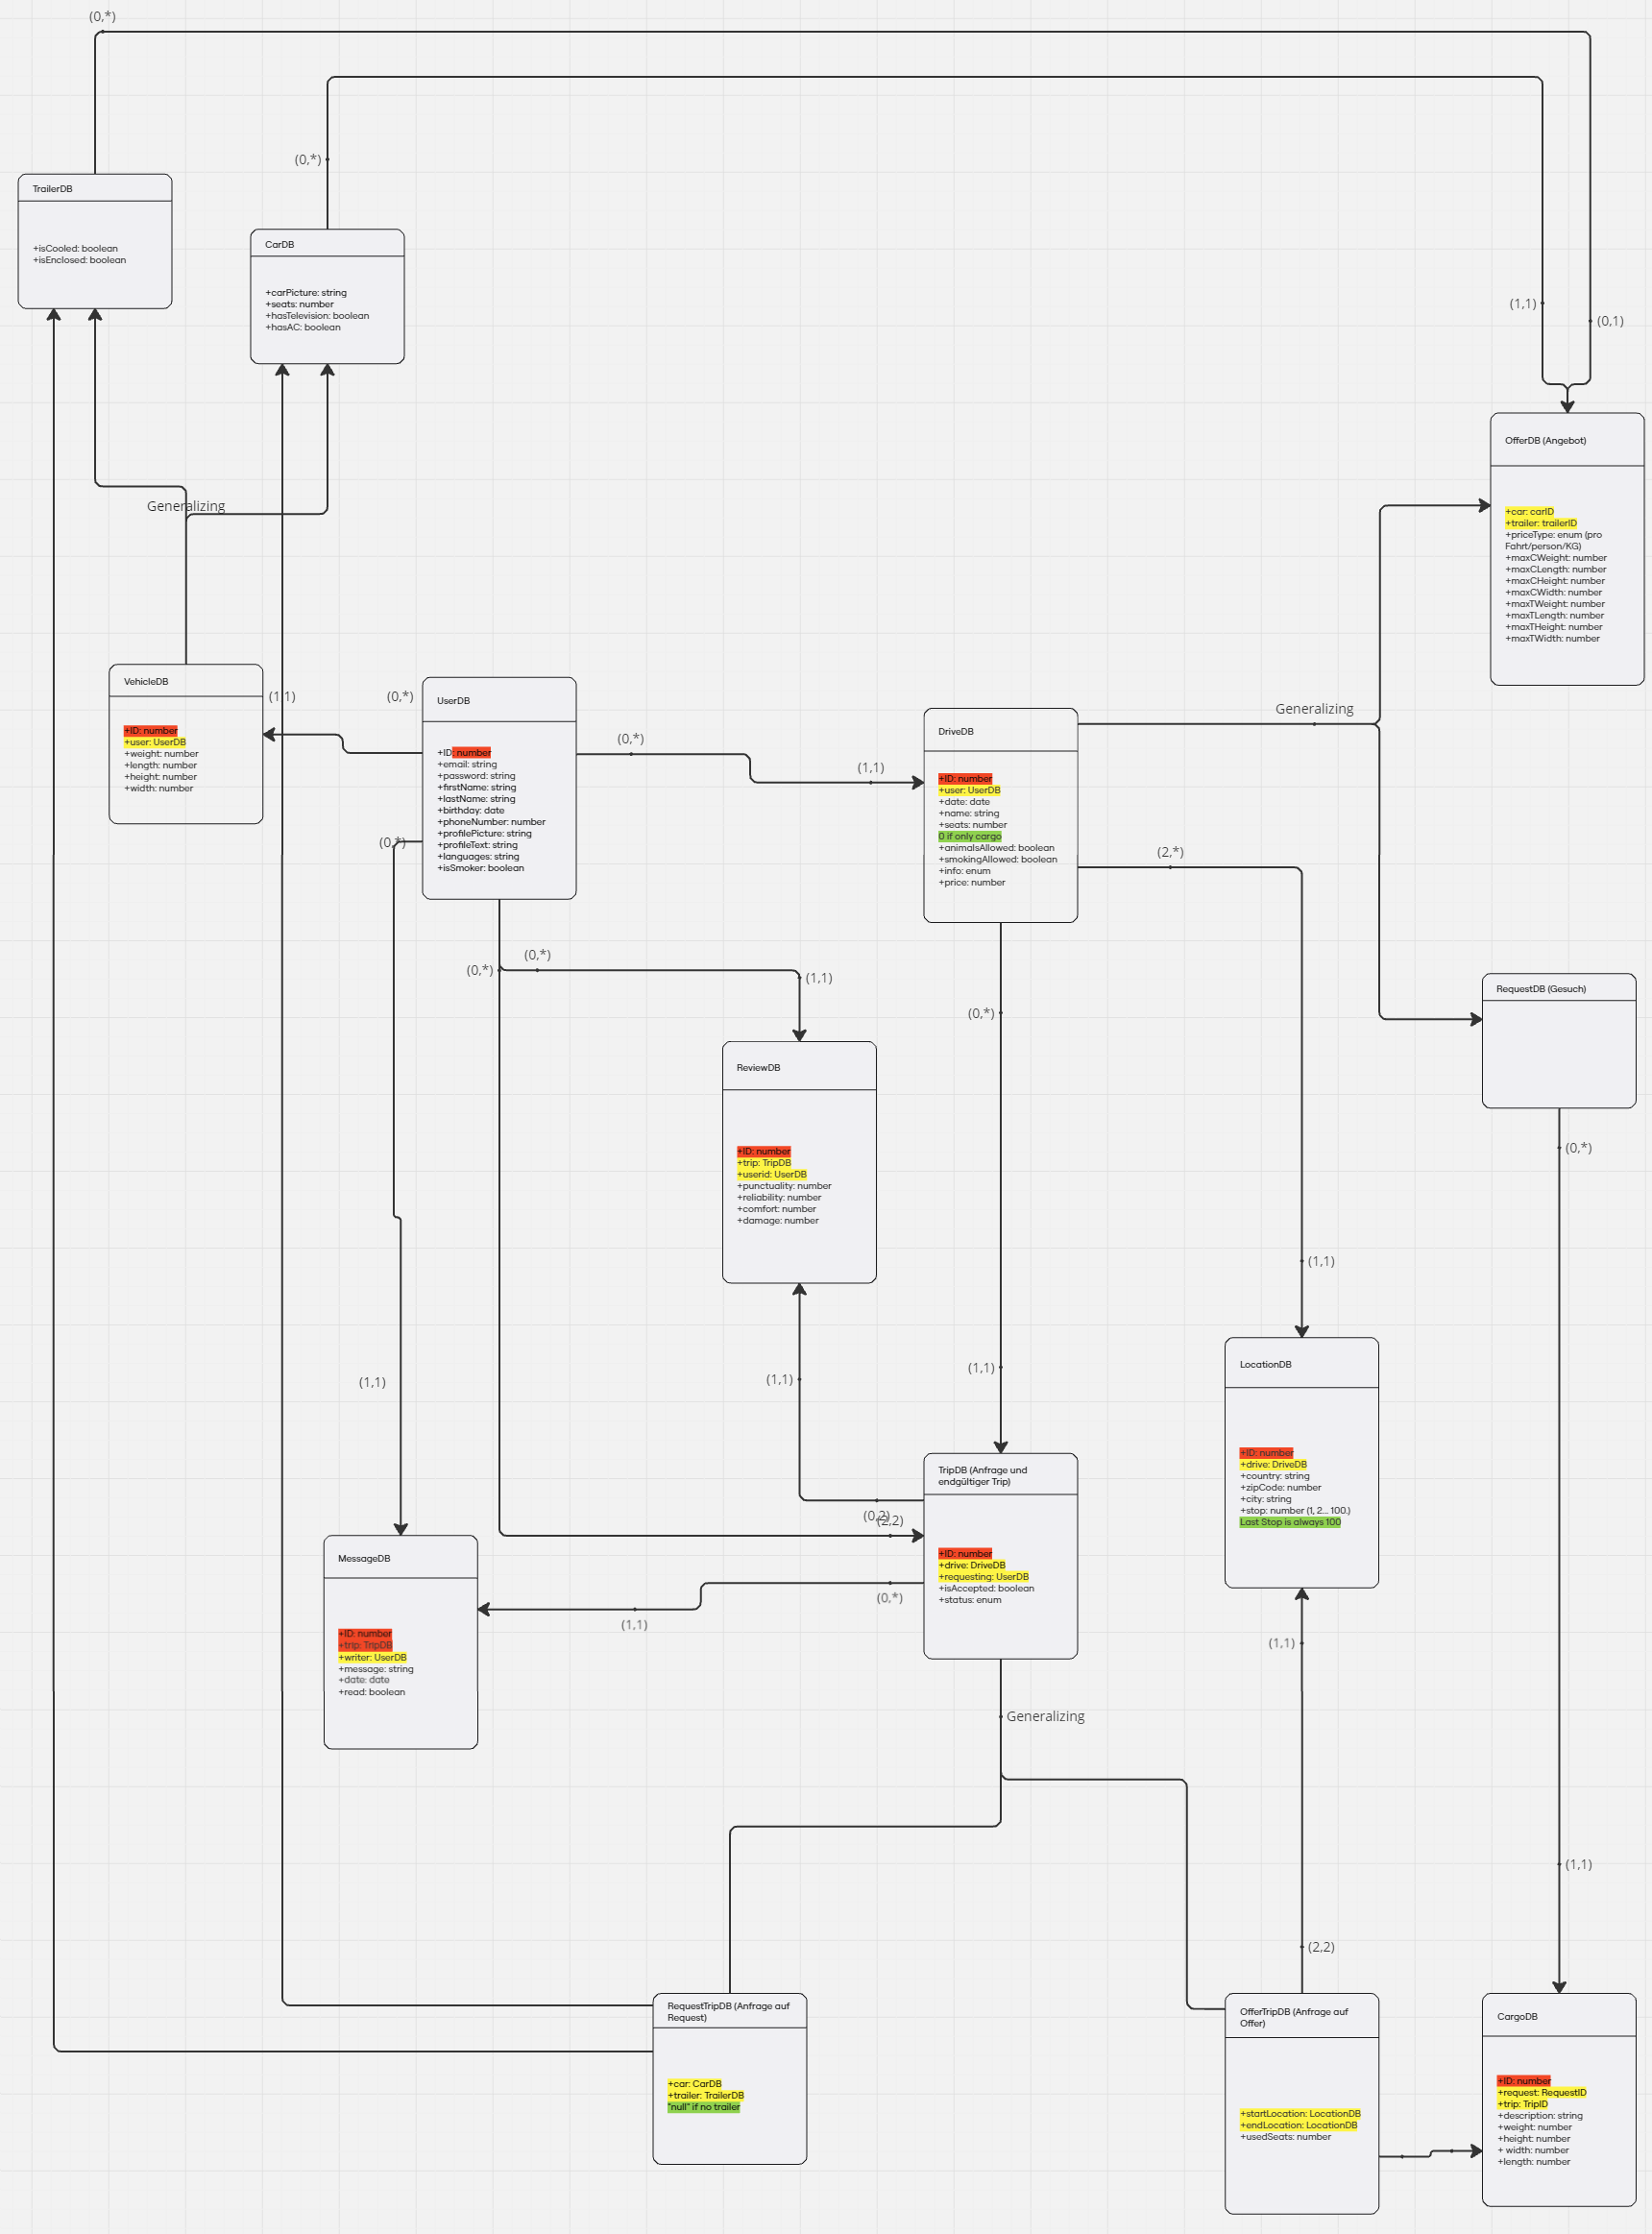 (0,*)
(0,*)
TrailerDB
+isCooled: boolean
+isEnclosed: boolean
CarDB
+carPicture: string
+seats: number
+hasTelevision: boolean
+hasAC: boolean
(1,1)
(0,1)
OfferDB (Angebot)
+car: carID
+trailer: trailerID
+priceType: enum (pro
Fahrt/person/KG)
+maxCWeight: number
+maxCLength: number
+maxCHeight: number
+maxCWidth: number
+maxTWeight: number
+maxTLength: number
+maxTHeight: number
+maxTWidth: number
Generalizing
VehicleDB
+ID: number
+user: UserDB
+weight: number
+length: number
+height: number
+width: number
(1,1)
(0,*)
UserDB
+ID: number
+email: string
+password: string
+firstName: string
+lastName: string
+birthday: date
+phoneNumber: number
+profilePicture: string
+profileText: string
+languages: string
+isSmoker: boolean
(0,*)
(0,*)
(1,1)
DriveDB
+ID: number
+user: UserDB
+date: date
+name: string
+seats: number
0 if only cargo
+animalsAllowed: boolean
+smokingAllowed: boolean
+info: enum
+price: number
Generalizing
(2,*)
(0,*)
(0,*)
(1,1)
(0,*)
RequestDB (Gesuch)
(0,*)
ReviewDB
+ID: number
+trip: TripDB
+userid: UserDB
+punctuality: number
+reliability: number
+comfort: number
+damage: number
(1,1)
(1,1)
(1,1)
(1,1)
LocationDB
+ID: number
+drive: DriveDB
+country: string
+zipCode: number
+city: string
+stop: number (1, 2... 100.)
Last Stop is always 100
TripDB (Anfrage und
endgültiger Trip)
+ID: number
+drive: DriveDB
+requesting: UserDB
+isAccepted: boolean
+status: enum
(0,2)
(2,2)
(0,*)
(1,1)
MessageDB
+ID: number
+trip: TripDB
+writer: UserDB
+message: string
+date: date
+read: boolean
(1,1)
Generalizing
(1,1)
(2,2)
RequestTripDB (Anfrage auf
Request)
+car: CarDB
+trailer: TrailerDB
"null" if no trailer
OfferTripDB (Anfrage auf
Offer)
+startLocation: LocationDB
+endLocation: LocationDB
+usedSeats: number
CargoDB
+ID: number
+request: RequestID
+trip: TripID
+description: string
+weight: number
+height: number
+ width: number
+length: number